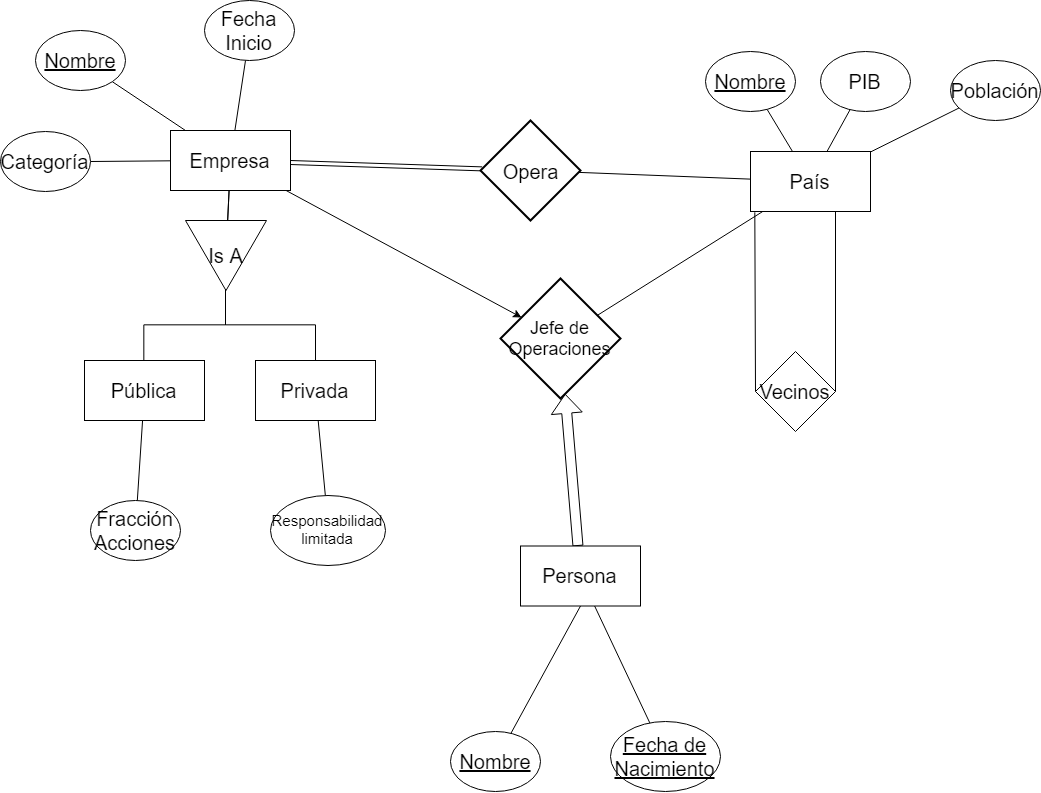 Fecha
Inicio
Nombre
Nombre
PIB
Población
Categoría
Empresa
Opera
País
Is A
Jefe de
Operaciones
Pública
Privada
Vecinos
Fracción
Acciones
Responsabilidad
limitada
Persona
Nombre
Fecha de
Nacimiento